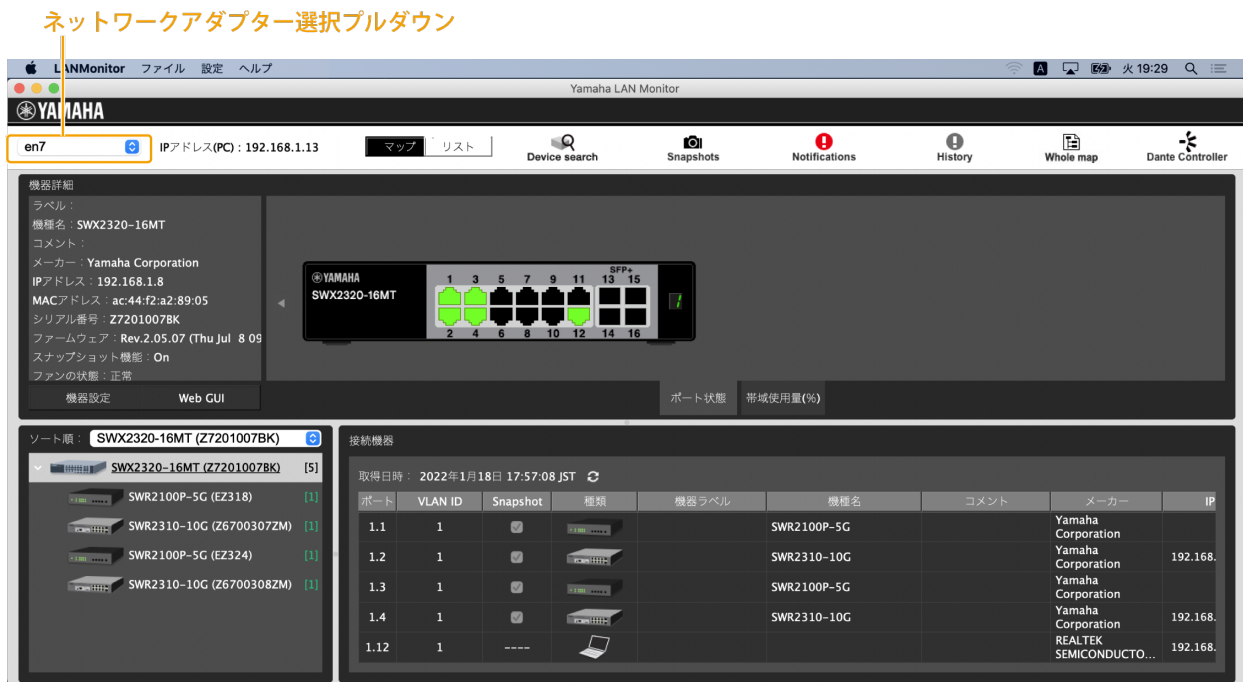 ネットワークアダプター選択プルダウン
LANMonitor ファイル 設定 ヘルプ A 火 19:29
Yamaha LAN Monitor
YAMAHA
en7 IPアドレス(PC) : 192.168.1.13 マップ リスト Device search Snapshots Notifications History Whole map Dante Controller
機器詳細
ラベル :
機種名 : SWX2320-16MT
コメント :
メーカー : Yamaha Corporation
IPアドレス : 192.168.1.8
MACアドレス : ac:44:f2:a2:89:05
シリアル番号 : Z7201007BK
ファームウェア : Rev.2.05.07 (Thu Jul 8 09
スナップショット機能 : On
ファンの状態 : 正常
機器設定 Web GUI
YAMAHA
SWX2320-16MT
SFP+
1 3 5 7 9 11 13 15
2 4 6 8 10 12 14 16
ポート状態 帯域使用量(%)
ソート順 : SWX2320-16MT (Z7201007BK)
SWX2320-16MT (Z7201007BK) [5]
SWR2100P-5G (EZ318) [1]
SWR2310-10G (Z6700307ZM) [1]
SWR2100P-5G (EZ324) [1]
SWR2310-10G (Z6700308ZM) [1]
接続機器
取得日時 : 2022年1月18日 17:57:08 JST
ポート VLAN ID Snapshot 種類 機器ラベル 機種名 コメント メーカー IP
1.1 1 SWR2100P-5G Yamaha Corporation
1.2 1 SWR2310-10G Yamaha Corporation 192.168.
1.3 1 SWR2100P-5G Yamaha Corporation
1.4 1 SWR2310-10G Yamaha Corporation 192.168.
1.12 1 ---- REALTEK SEMICONDUCTO... 192.168.